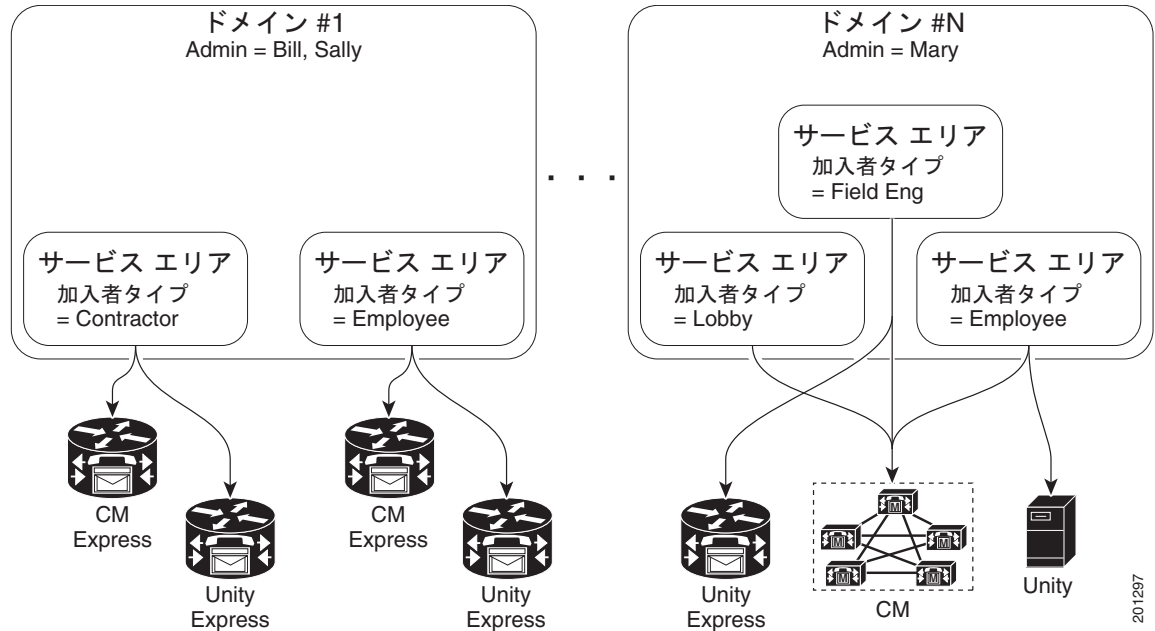 ドメイン #1
Admin = Bill, Sally
サービス エリア
加入者タイプ
= Contractor
サービス エリア
加入者タイプ
= Employee
CM
Express
Unity
Express
CM
Express
Unity
Express
. . .
ドメイン #N
Admin = Mary
サービス エリア
加入者タイプ
= Field Eng
サービス エリア
加入者タイプ
= Lobby
サービス エリア
加入者タイプ
= Employee
Unity
Express
M
M
M
M
M
CM
Unity
201297